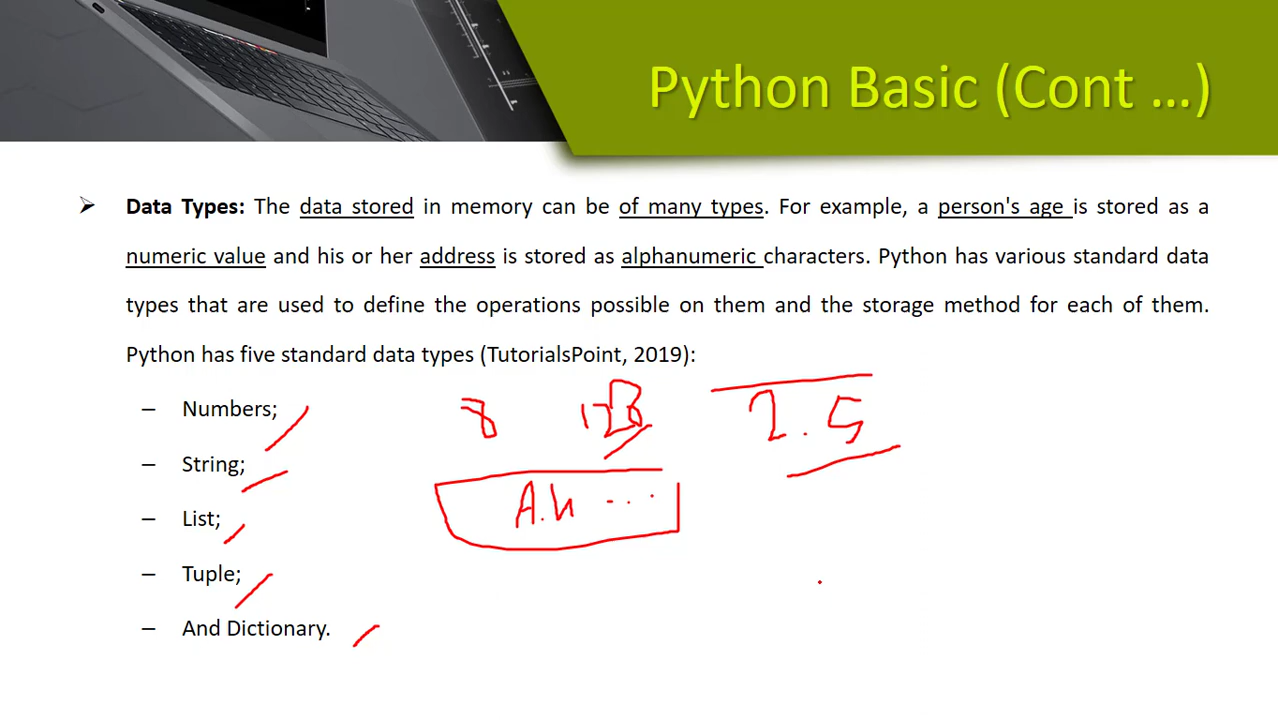 Python Basic (Cont …)
➢ Data Types: The data stored in memory can be of many types. For example, a person's age is stored as a
numeric value and his or her address is stored as alphanumeric characters. Python has various standard data
types that are used to define the operations possible on them and the storage method for each of them.
Python has five standard data types (TutorialsPoint, 2019):
– Numbers;
8 2.5
– String;
– List;
– Tuple;
– And Dictionary.